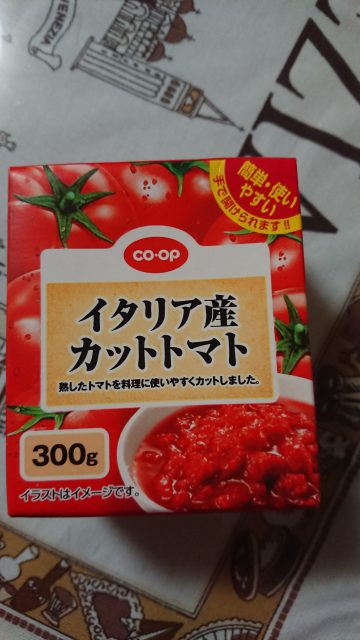 VENEZIA
簡単・使い
やすい
手で開けられます!!
CO·OP
イタリア産
カットトマト
熟したトマトを料理に使いやすくカットしました。
300g
イラストはイメージです。